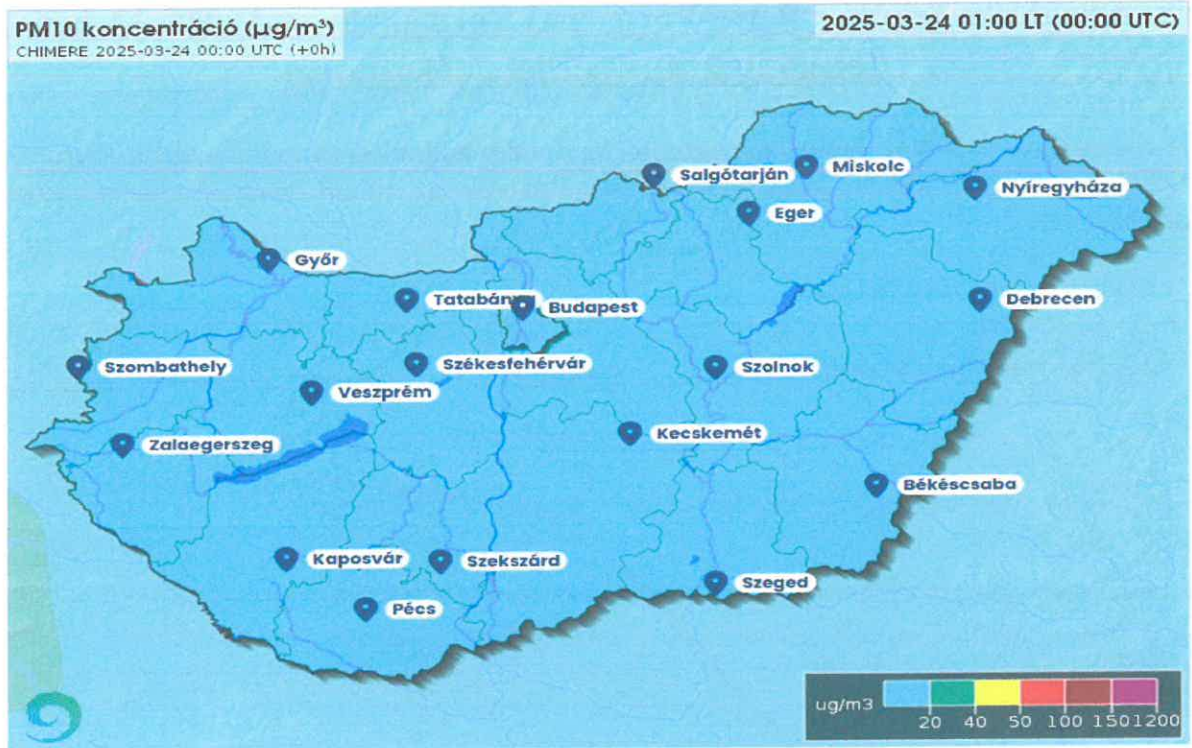 PM10 koncentráció (µg/m³)
CHIMERE 2025-03-24 00:00 UTC (+0h)
2025-03-24 01:00 LT (00:00 UTC)
Salgótarján
Miskolc
Nyíregyháza
Eger
Győr
Tatabány
Budapest
Debrecen
Szombathely
Székesfehérvár
Szolnok
Veszprém
Zalaegerszeg
Kecskemét
Békéscsaba
Kaposvár
Szekszárd
Szeged
Pécs
ug/m3
20 40 50 100 150 1200